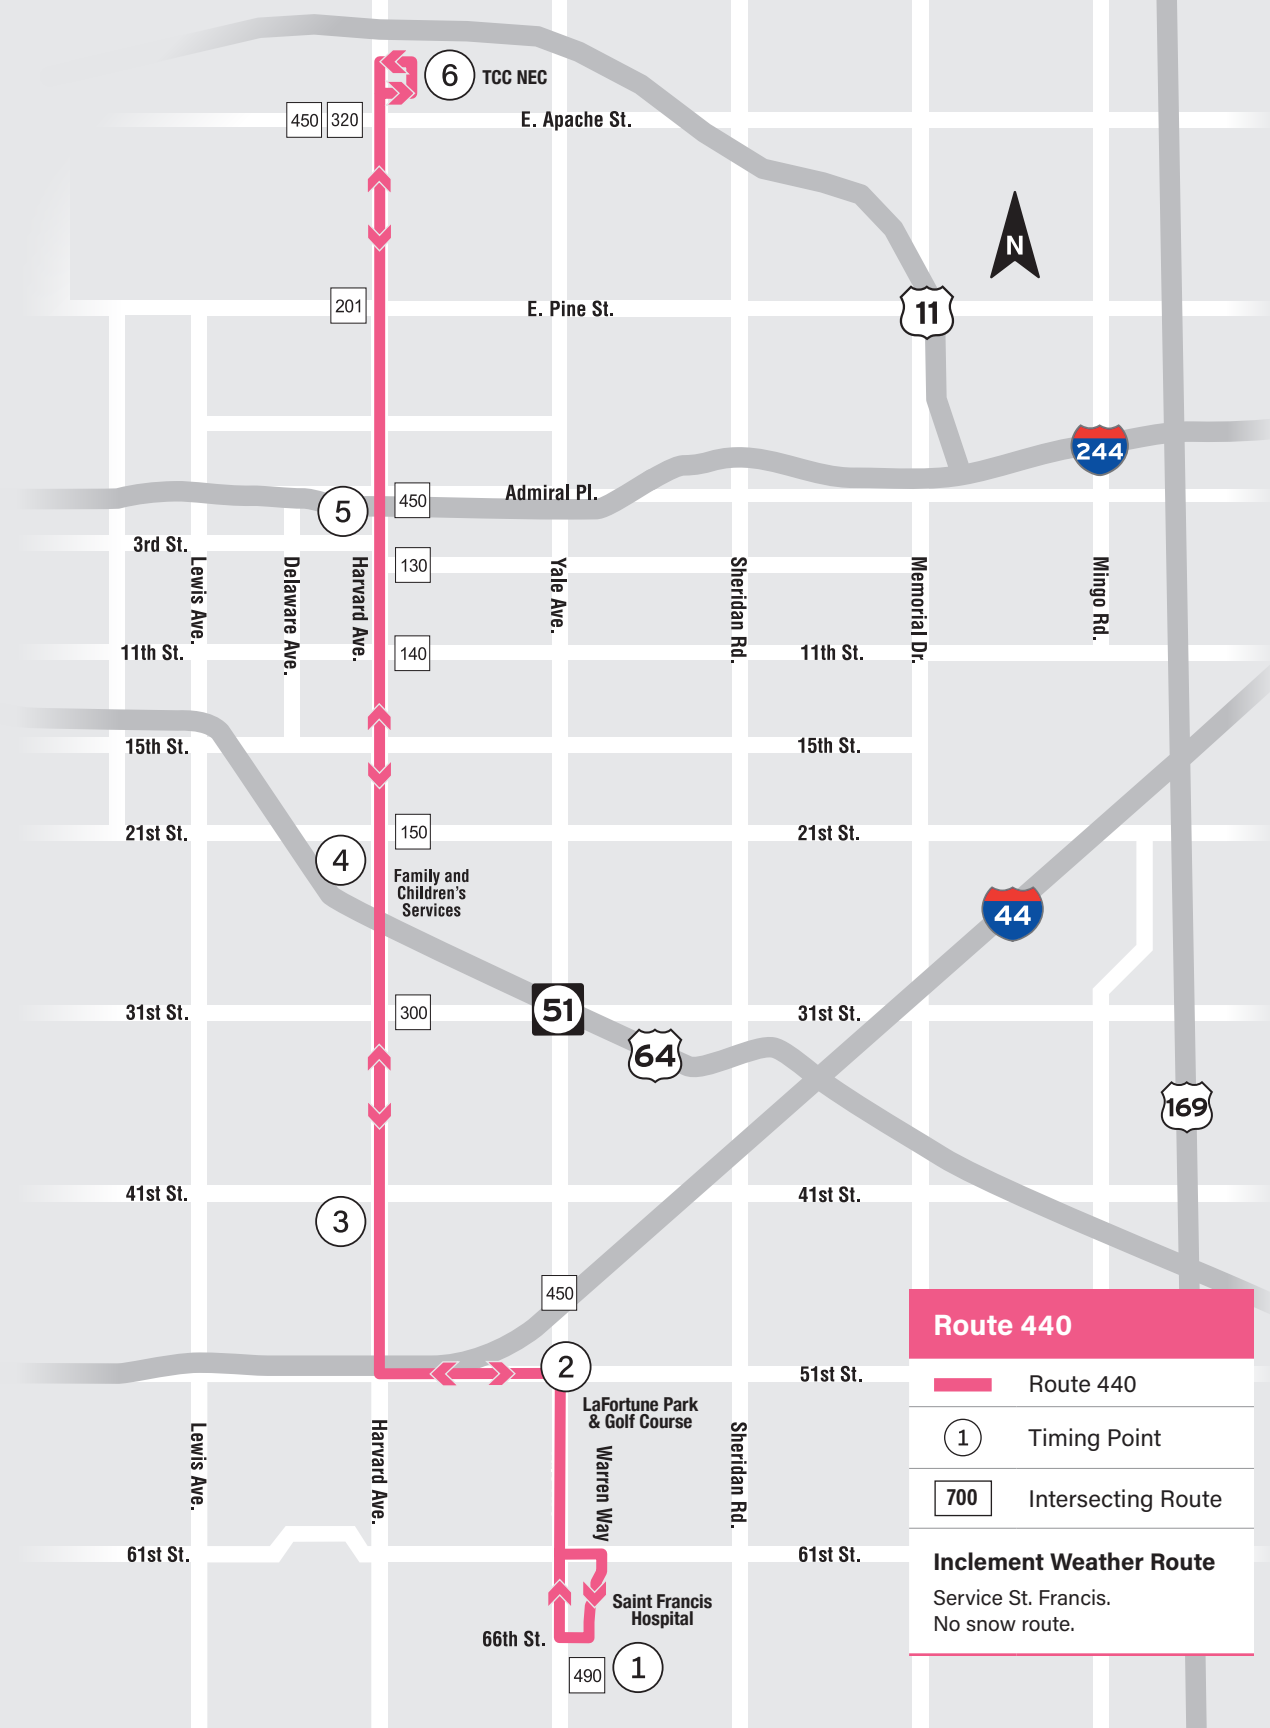 6
TCC NEC
450
320
E. Apache St.
N
201
E. Pine St.
11
244
5
450
Admiral Pl.
3rd St.
130
Lewis Ave.
Delaware Ave.
Harvard Ave.
Yale Ave.
Sheridan Rd.
Memorial Dr.
Mingo Rd.
11th St.
140
11th St.
15th St.
15th St.
21st St.
150
21st St.
4
Family and
Children's
Services
44
31st St.
300
51
31st St.
64
169
41st St.
41st St.
3
450
2
51st St.
LaFortune Park
& Golf Course
Lewis Ave.
Harvard Ave.
Warren Way
Sheridan Rd.
61st St.
61st St.
Saint Francis
Hospital
66th St.
490
1
Route 440
Route 440
1
Timing Point
700
Intersecting Route
Inclement Weather Route
Service St. Francis.
No snow route.